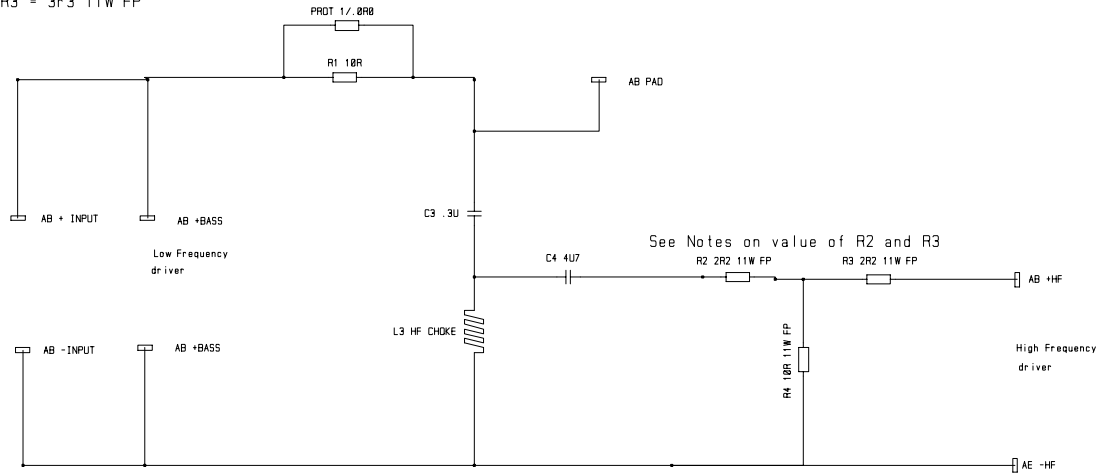 R3 = 3r3 11W FP
PROT 1/.0R0
R1 10R
AB PAD
C3 .3U
AB + INPUT
AB +BASS
Low Frequency
driver
See Notes on value of R2 and R3
C4 4U7
R2 2R2 11W FP
R3 2R2 11W FP
AB +HF
L3 HF CHOKE
R4 10R 11W FP
AB -INPUT
AB +BASS
High Frequency
driver
AE -HF